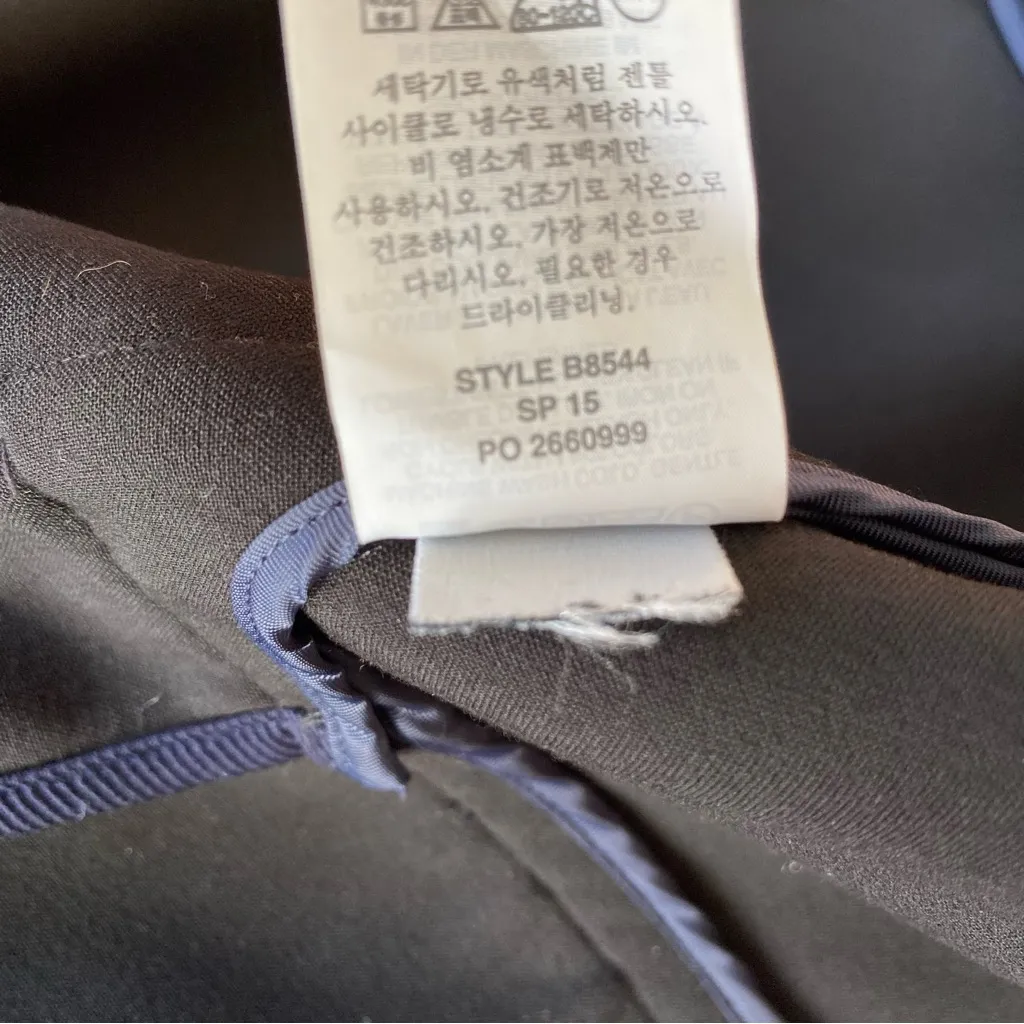 세탁기로 유색처럼 젠틀
사이클로 냉수로 세탁하시오.
비 염소계 표백제만
사용하시오. 건조기로 저온으로
건조하시오. 가장 저온으로
다리시오. 필요한 경우
드라이클리닝.
STYLE B8544
SP 15
PO 2660999